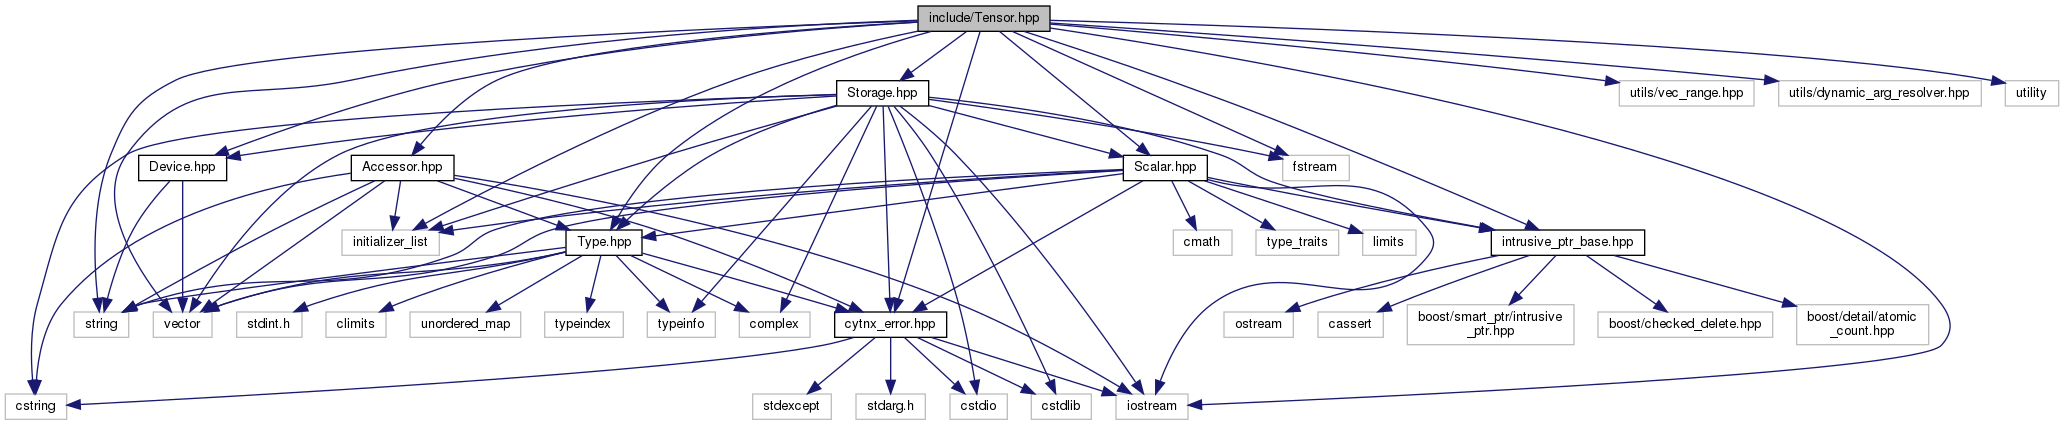 include/Tensor.hpp
Storage.hpp
utils/vec_range.hpp
utils/dynamic_arg_resolver.hpp
utility
Device.hpp
Accessor.hpp
Scalar.hpp
fstream
initializer_list
Type.hpp
cmath
type_traits
limits
intrusive_ptr_base.hpp
string
vector
stdint.h
climits
unordered_map
typeindex
typeinfo
complex
cytnx_error.hpp
ostream
cassert
boost/smart_ptr/intrusive
_ptr.hpp
boost/checked_delete.hpp
boost/detail/atomic
_count.hpp
cstring
stdexcept
stdarg.h
cstdio
cstdlib
iostream